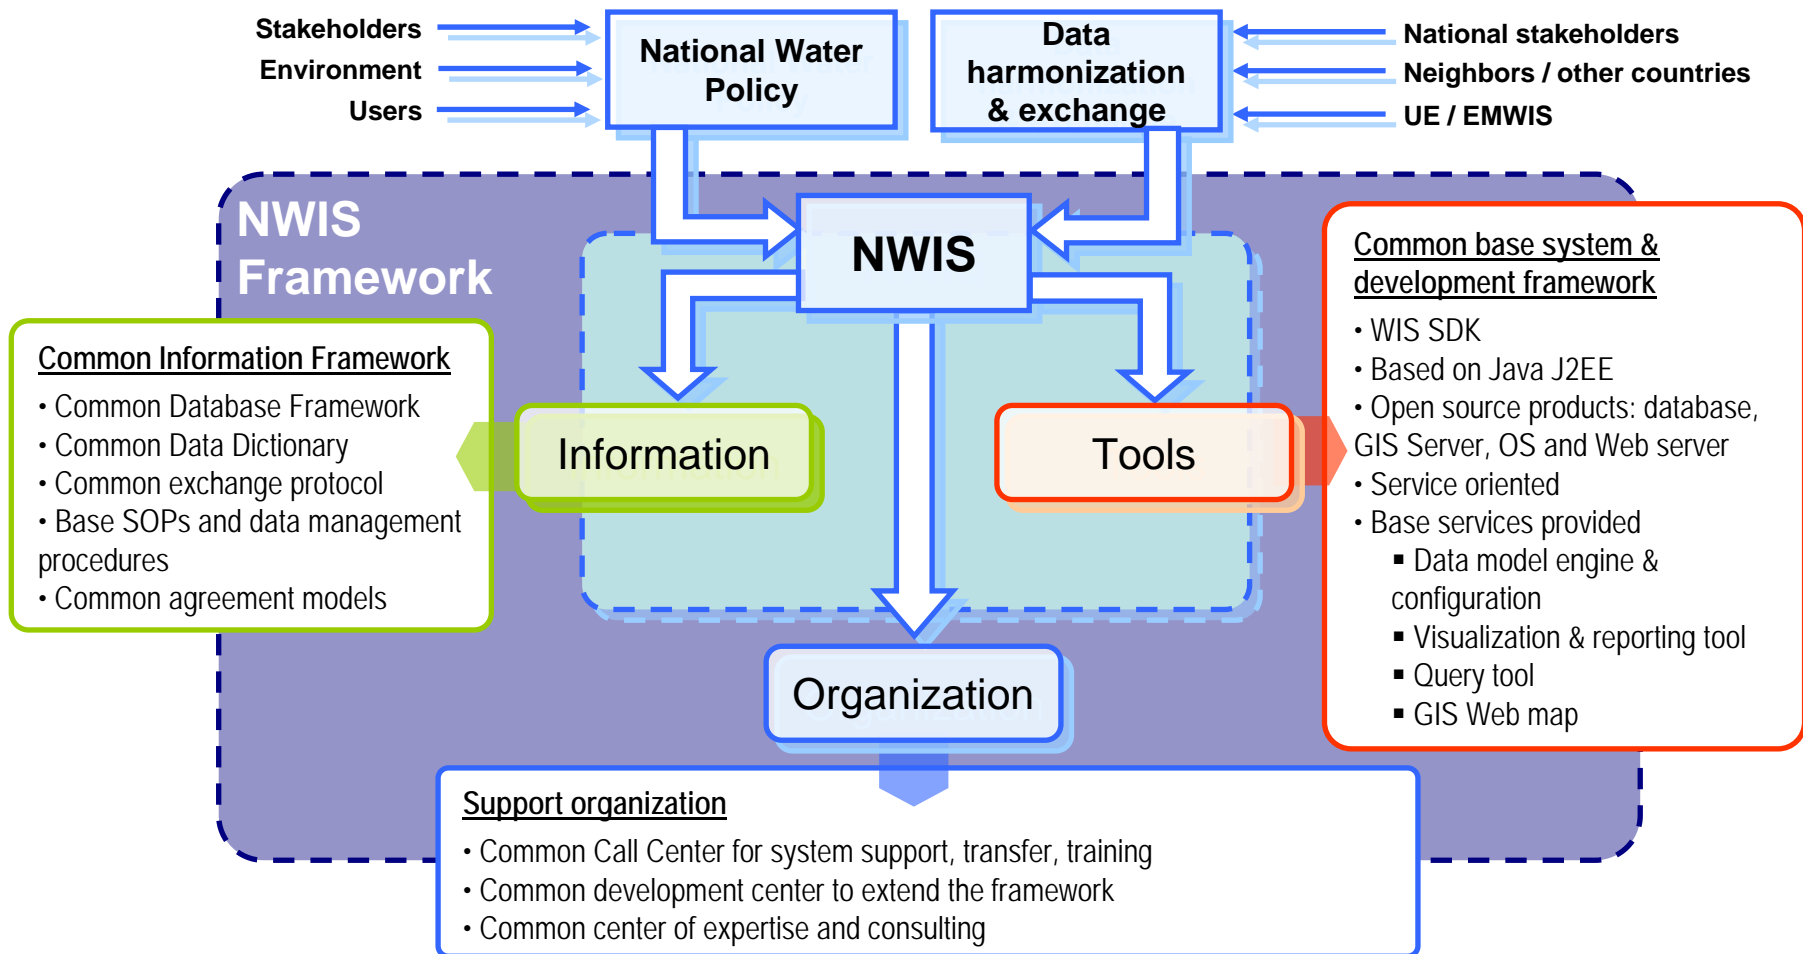 Stakeholders
Environment
Users
National Water
Policy
Data
harmonization
& exchange
National stakeholders
Neighbors / other countries
UE / EMWIS
NWIS
Framework
NWIS
Common Information Framework
• Common Database Framework
• Common Data Dictionary
• Common exchange protocol
• Base SOPs and data management
procedures
• Common agreement models
Information
Tools
Common base system &
development framework
• WIS SDK
• Based on Java J2EE
• Open source products: database,
GIS Server, OS and Web server
• Service oriented
• Base services provided
▪ Data model engine &
configuration
▪ Visualization & reporting tool
▪ Query tool
▪ GIS Web map
Organization
Support organization
• Common Call Center for system support, transfer, training
• Common development center to extend the framework
• Common center of expertise and consulting